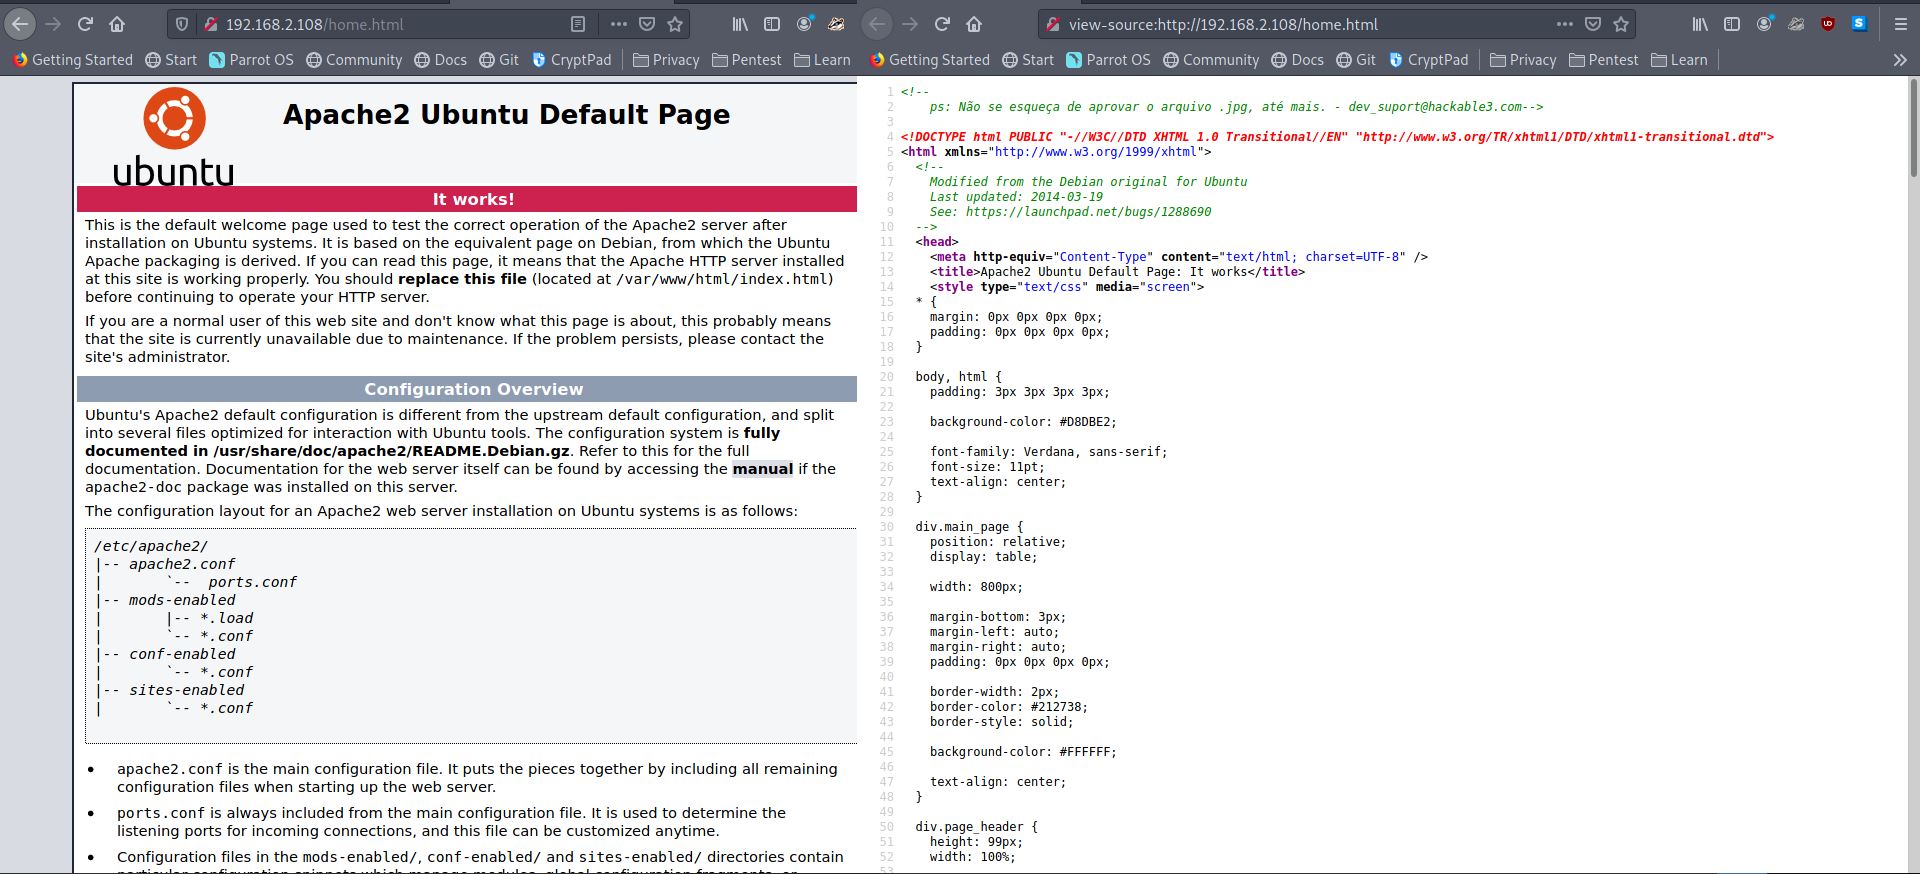 192.168.2.108/home.html
Getting Started Start Parrot OS Community Docs Git CryptPad Privacy Pentest Learn
ubuntu
Apache2 Ubuntu Default Page
It works!
This is the default welcome page used to test the correct operation of the Apache2 server after
installation on Ubuntu systems. It is based on the equivalent page on Debian, from which the Ubuntu
Apache packaging is derived. If you can read this page, it means that the Apache HTTP server installed
at this site is working properly. You should replace this file (located at /var/www/html/index.html)
before continuing to operate your HTTP server.
If you are a normal user of this web site and don't know what this page is about, this probably means
that the site is currently unavailable due to maintenance. If the problem persists, please contact the
site's administrator.
Configuration Overview
Ubuntu's Apache2 default configuration is different from the upstream default configuration, and split
into several files optimized for interaction with Ubuntu tools. The configuration system is fully
documented in /usr/share/doc/apache2/README.Debian.gz. Refer to this for the full
documentation. Documentation for the web server itself can be found by accessing the manual if the
apache2-doc package was installed on this server.
The configuration layout for an Apache2 web server installation on Ubuntu systems is as follows:
/etc/apache2/
|-- apache2.conf
|       `--  ports.conf
|-- mods-enabled
|       |-- *.load
|       `-- *.conf
|-- conf-enabled
|       `-- *.conf
|-- sites-enabled
|       `-- *.conf
• apache2.conf is the main configuration file. It puts the pieces together by including all remaining
configuration files when starting up the web server.
• ports.conf is always included from the main configuration file. It is used to determine the
listening ports for incoming connections, and this file can be customized anytime.
• Configuration files in the mods-enabled/, conf-enabled/ and sites-enabled/ directories contain
particular configuration snippets which manage modules, global configuration fragments, or
view-source:http://192.168.2.108/home.html
Getting Started Start Parrot OS Community Docs Git CryptPad Privacy Pentest Learn
1 <!--
2     ps: Não se esqueça de aprovar o arquivo .jpg, até mais. - dev_suport@hackable3.com-->
3
4 <!DOCTYPE html PUBLIC "-//W3C//DTD XHTML 1.0 Transitional//EN" "http://www.w3.org/TR/xhtml1/DTD/xhtml1-transitional.dtd">
5 <html xmlns="http://www.w3.org/1999/xhtml">
6   <!--
7     Modified from the Debian original for Ubuntu
8     Last updated: 2014-03-19
9     See: https://launchpad.net/bugs/1288690
10   -->
11   <head>
12     <meta http-equiv="Content-Type" content="text/html; charset=UTF-8" />
13     <title>Apache2 Ubuntu Default Page: It works</title>
14     <style type="text/css" media="screen">
15   * {
16     margin: 0px 0px 0px 0px;
17     padding: 0px 0px 0px 0px;
18   }
19
20   body, html {
21     padding: 3px 3px 3px 3px;
22
23     background-color: #D8DBE2;
24
25     font-family: Verdana, sans-serif;
26     font-size: 11pt;
27     text-align: center;
28   }
29
30   div.main_page {
31     position: relative;
32     display: table;
33
34     width: 800px;
35
36     margin-bottom: 3px;
37     margin-left: auto;
38     margin-right: auto;
39     padding: 0px 0px 0px 0px;
40
41     border-width: 2px;
42     border-color: #212738;
43     border-style: solid;
44
45     background-color: #FFFFFF;
46
47     text-align: center;
48   }
49
50   div.page_header {
51     height: 99px;
52     width: 100%;
53